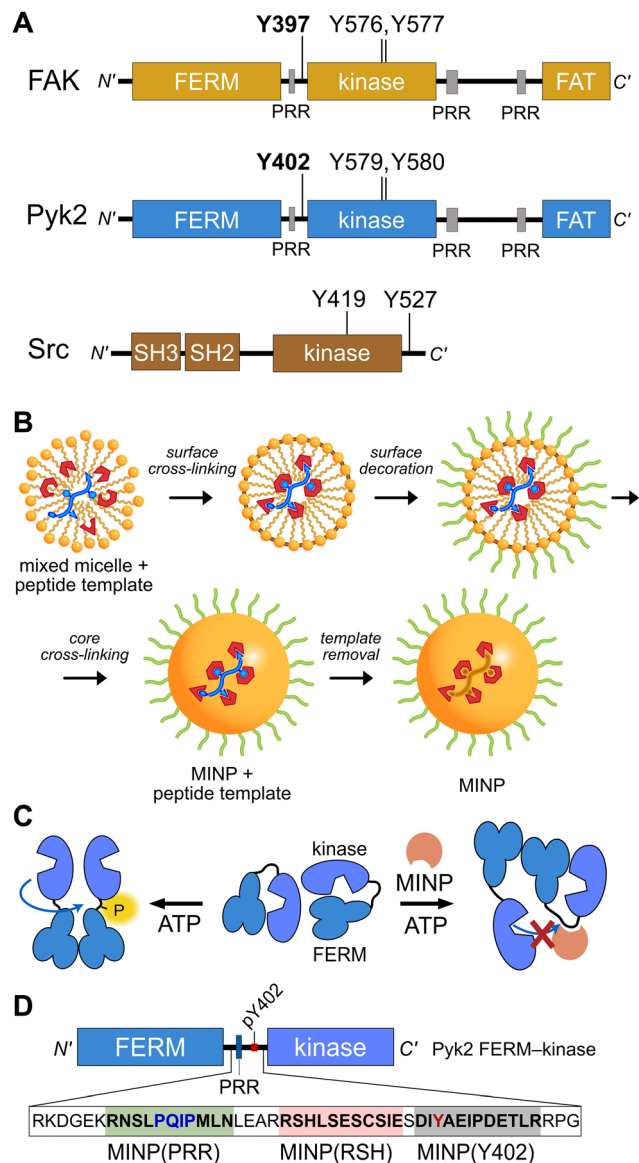 A
Y397
Y576,Y577
FAK
N'
FERM
kinase
FAT
C'
PRR
PRR
PRR
Y402
Y579,Y580
Pyk2
N'
FERM
kinase
FAT
C'
PRR
PRR
PRR
Y419
Y527
Src
N'
SH3
SH2
kinase
C'
B
surface
cross-linking
surface
decoration
mixed micelle +
peptide template
core
cross-linking
template
removal
MINP +
peptide template
MINP
C
P
ATP
kinase
FERM
MINP
ATP
D
pY402
N'
FERM
kinase
C'
Pyk2 FERM–kinase
PRR
RKDGEKRNSLPQIPMLNLEARRSHLSESCSIESDIYAEIPDETLRRPG
MINP(PRR)
MINP(RSH)
MINP(Y402)